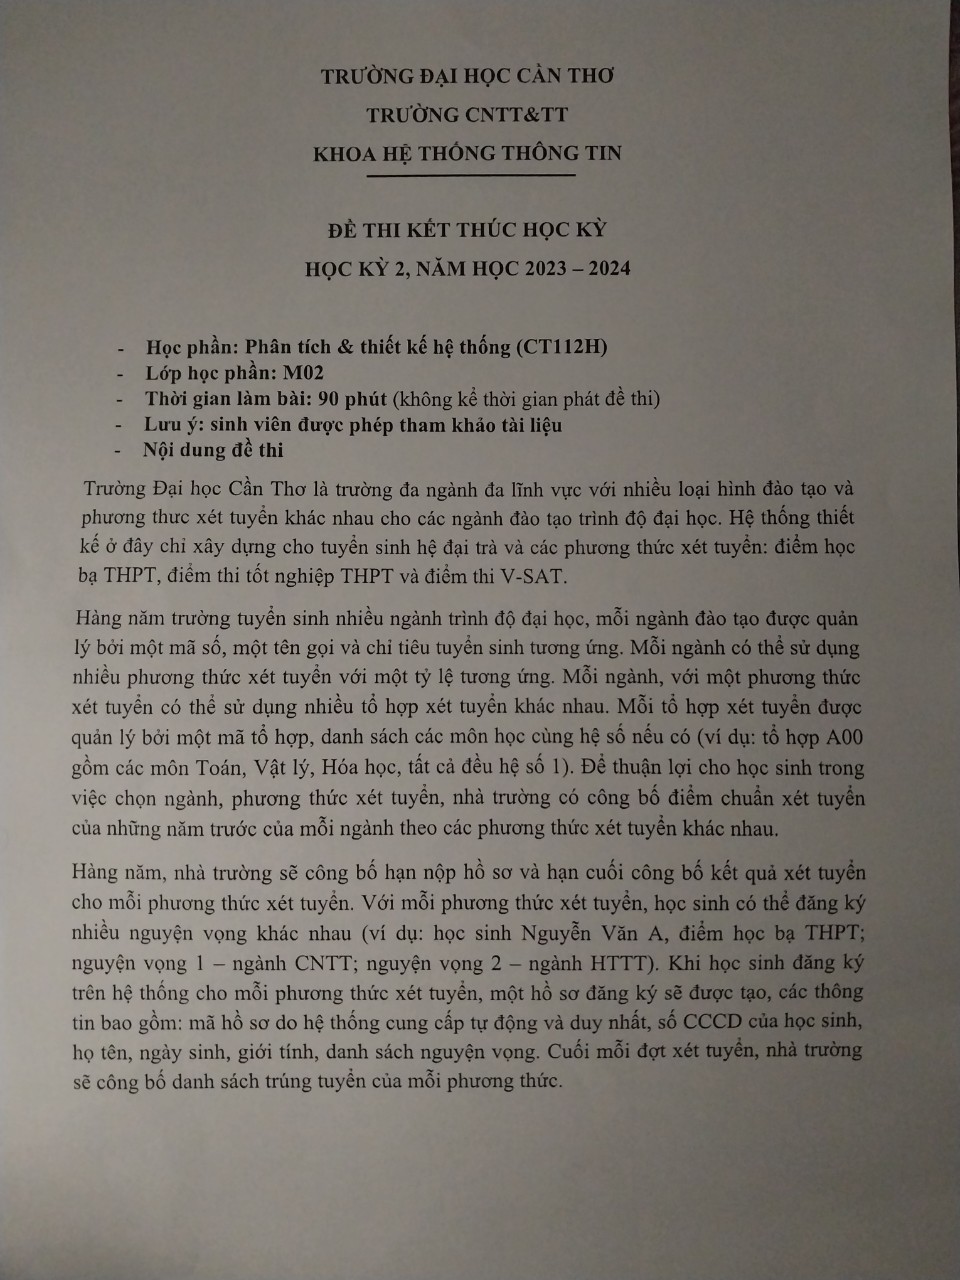 TRƯỜNG ĐẠI HỌC CẦN THƠ
TRƯỜNG CNTT&TT
KHOA HỆ THỐNG THÔNG TIN
ĐỀ THI KẾT THÚC HỌC KỲ
HỌC KỲ 2, NĂM HỌC 2023 – 2024
- Học phần: Phân tích & thiết kế hệ thống (CT112H)
- Lớp học phần: M02
- Thời gian làm bài: 90 phút (không kể thời gian phát đề thi)
- Lưu ý: sinh viên được phép tham khảo tài liệu
- Nội dung đề thi
Trường Đại học Cần Thơ là trường đa ngành đa lĩnh vực với nhiều loại hình đào tạo và
phương thưc xét tuyển khác nhau cho các ngành đào tạo trình độ đại học. Hệ thống thiết
kế ở đây chỉ xây dựng cho tuyển sinh hệ đại trà và các phương thức xét tuyển: điểm học
bạ THPT, điểm thi tốt nghiệp THPT và điểm thi V-SAT.
Hàng năm trường tuyển sinh nhiều ngành trình độ đại học, mỗi ngành đào tạo được quản
lý bởi một mã số, một tên gọi và chỉ tiêu tuyển sinh tương ứng. Mỗi ngành có thể sử dụng
nhiều phương thức xét tuyển với một tỷ lệ tương ứng. Mỗi ngành, với một phương thức
xét tuyển có thể sử dụng nhiều tổ hợp xét tuyển khác nhau. Mỗi tổ hợp xét tuyển được
quản lý bởi một mã tổ hợp, danh sách các môn học cùng hệ số nếu có (ví dụ: tổ hợp A00
gồm các môn Toán, Vật lý, Hóa học, tất cả đều hệ số 1). Để thuận lợi cho học sinh trong
việc chọn ngành, phương thức xét tuyển, nhà trường có công bố điểm chuẩn xét tuyển
của những năm trước của mỗi ngành theo các phương thức xét tuyển khác nhau.
Hàng năm, nhà trường sẽ công bố hạn nộp hồ sơ và hạn cuối công bố kết quả xét tuyển
cho mỗi phương thức xét tuyển. Với mỗi phương thức xét tuyển, học sinh có thể đăng ký
nhiều nguyện vọng khác nhau (ví dụ: học sinh Nguyễn Văn A, điểm học bạ THPT;
nguyện vọng 1 – ngành CNTT; nguyện vọng 2 – ngành HTTT). Khi học sinh đăng ký
trên hệ thống cho mỗi phương thức xét tuyển, một hồ sơ đăng ký sẽ được tạo, các thông
tin bao gồm: mã hồ sơ do hệ thống cung cấp tự động và duy nhất, số CCCD của học sinh,
họ tên, ngày sinh, giới tính, danh sách nguyện vọng. Cuối mỗi đợt xét tuyển, nhà trường
sẽ công bố danh sách trúng tuyển của mỗi phương thức.